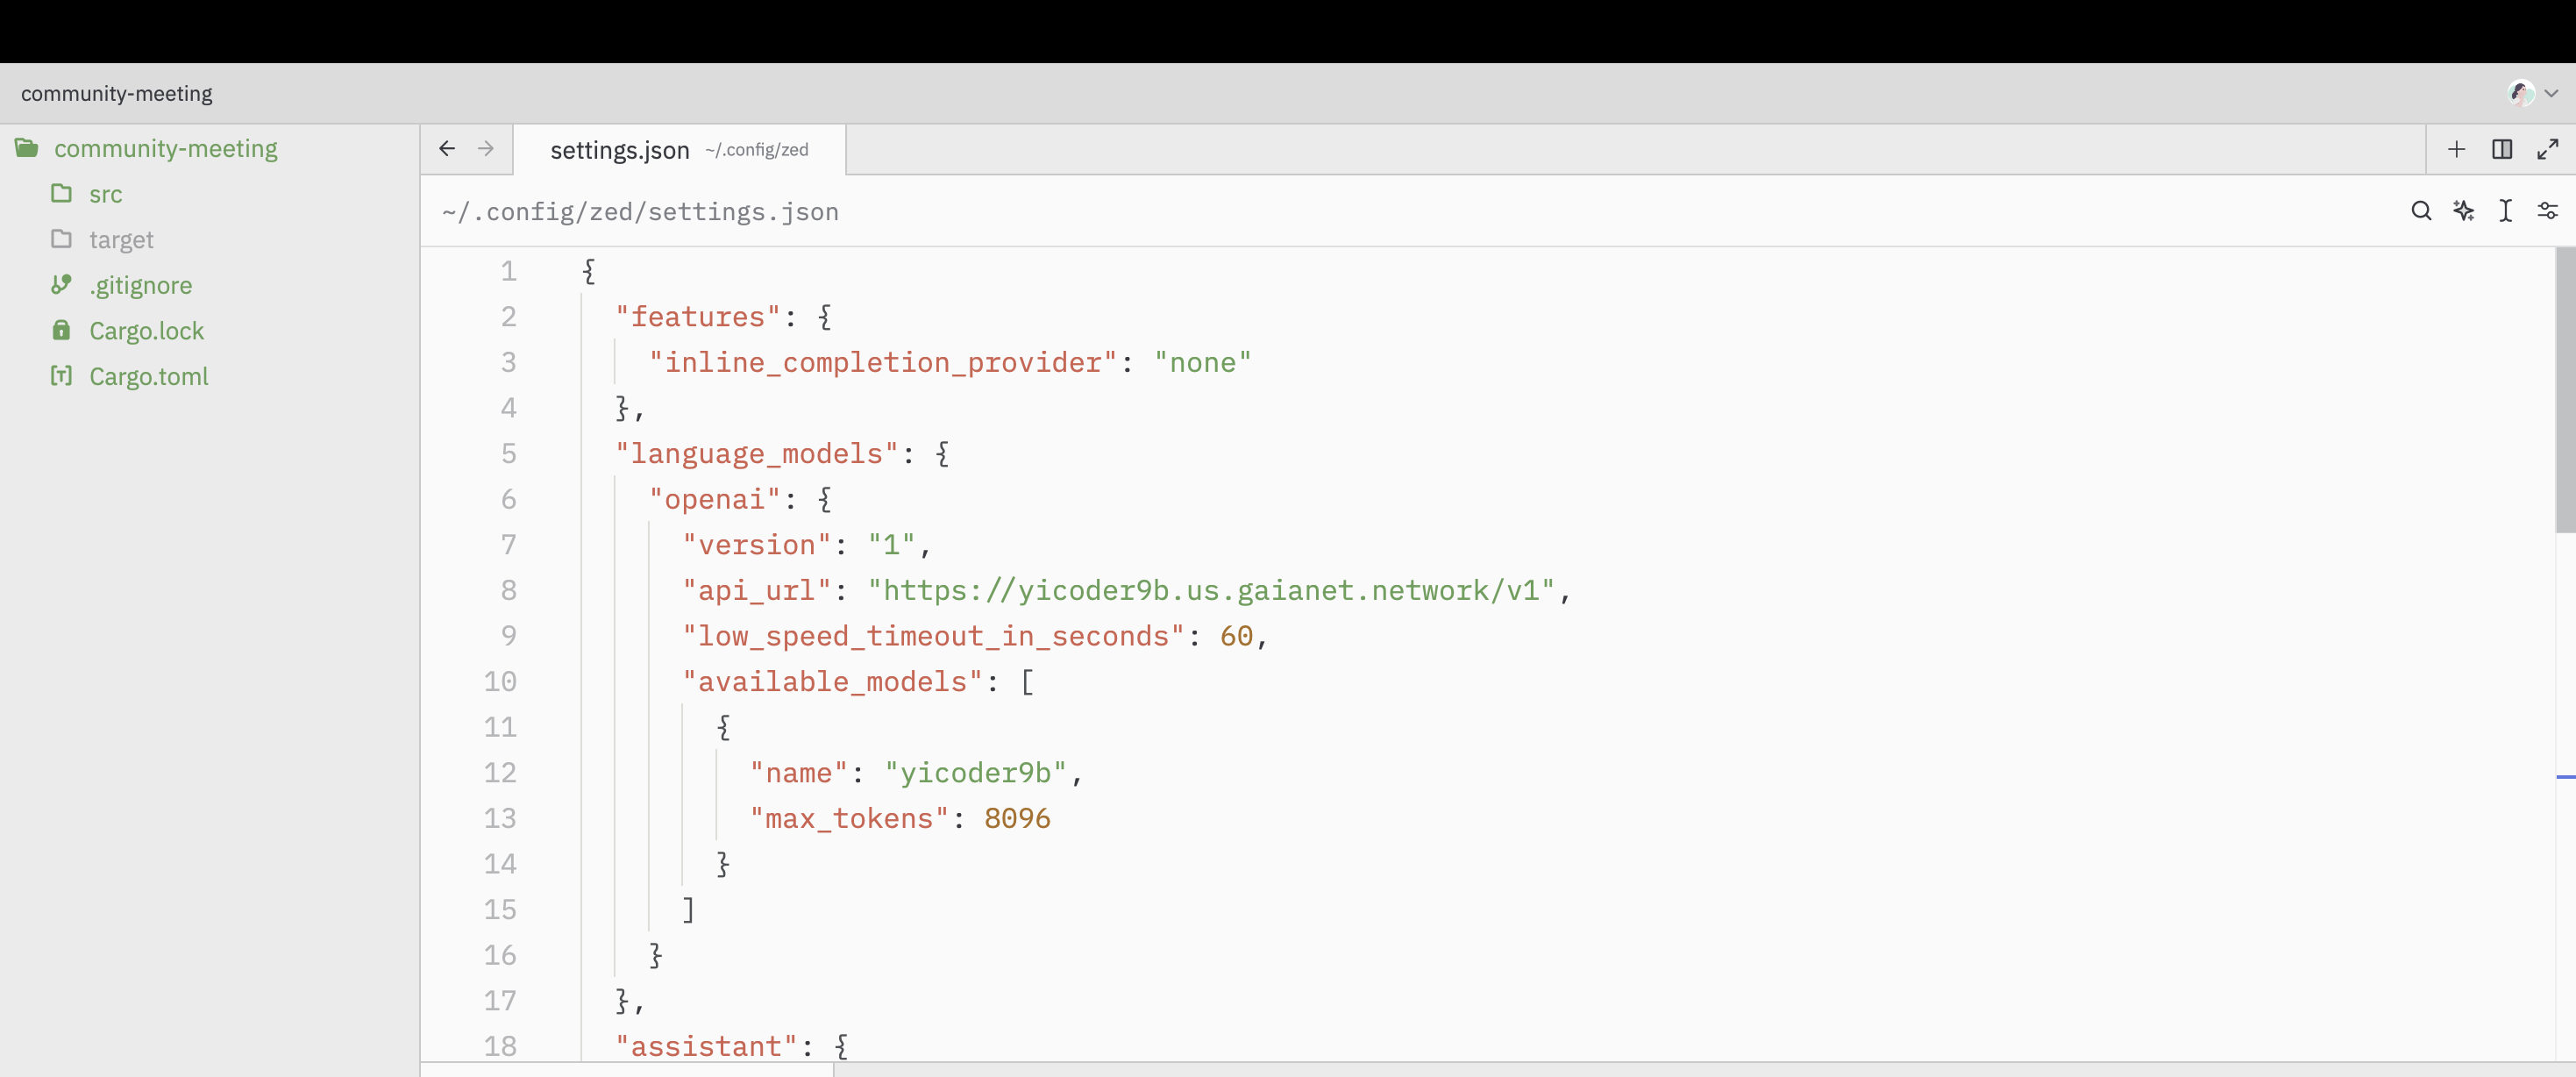 community-meeting
community-meeting
src
target
.gitignore
Cargo.lock
Cargo.toml
settings.json ~/.config/zed
~/.config/zed/settings.json
1 {
2 "features": {
3 "inline_completion_provider": "none"
4 },
5 "language_models": {
6 "openai": {
7 "version": "1",
8 "api_url": "https://yicoder9b.us.gaianet.network/v1",
9 "low_speed_timeout_in_seconds": 60,
10 "available_models": [
11 {
12 "name": "yicoder9b",
13 "max_tokens": 8096
14 }
15 ]
16 }
17 },
18 "assistant": {